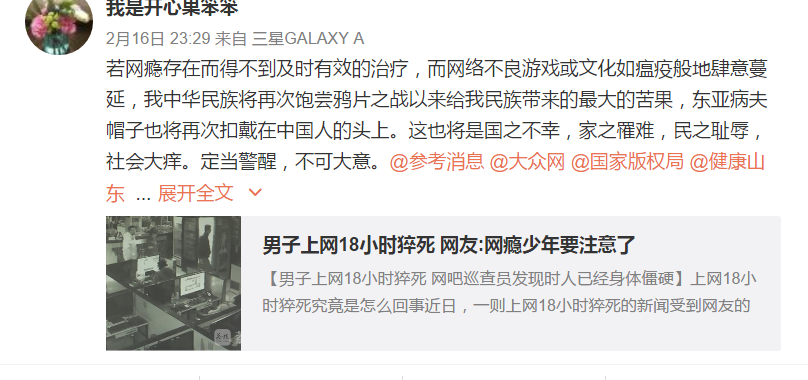 我是开心果笨笨
2月16日 23:29 来自 三星GALAXY A
若网瘾存在而得不到及时有效的治疗，而网络不良游戏或文化如瘟疫般地肆意蔓
延，我中华民族将再次饱尝鸦片之战以来给我民族带来的最大的苦果，东亚病夫
帽子也将再次扣戴在中国人的头上。这也将是国之不幸，家之罹难，民之耻辱，
社会大痒。定当警醒，不可大意。@参考消息 @大众网 @国家版权局 @健康山
东 ... 展开全文
男子上网18小时猝死 网友:网瘾少年要注意了
【男子上网18小时猝死 网吧巡查员发现时人已经身体僵硬】上网18小
时猝死究竟是怎么回事近日，一则上网18小时猝死的新闻受到网友的